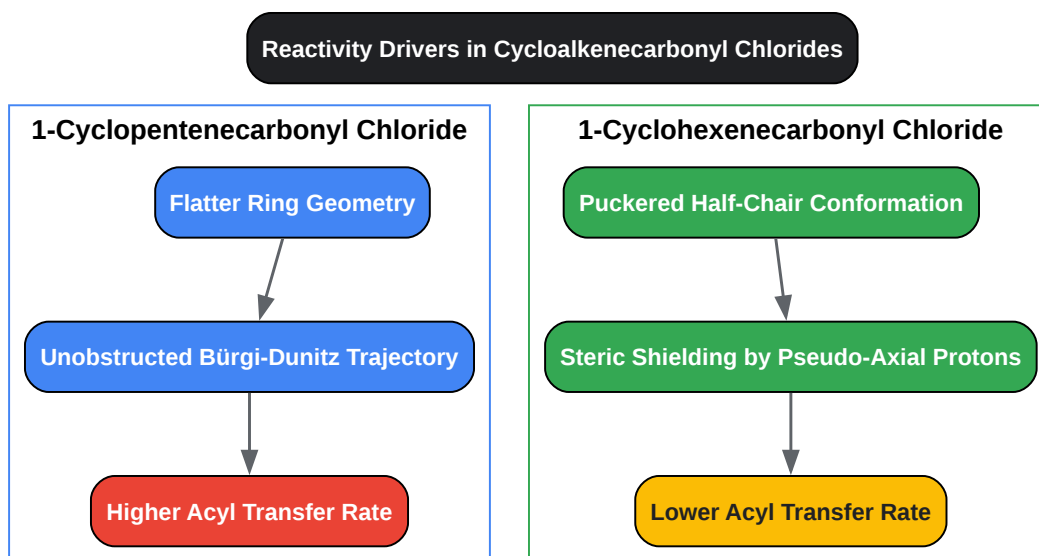 Reactivity Drivers in Cycloalkenecarbonyl Chlorides
1-Cyclopentenecarbonyl Chloride
Flatter Ring Geometry
Unobstructed Bürgi-Dunitz Trajectory
Higher Acyl Transfer Rate
1-Cyclohexenecarbonyl Chloride
Puckered Half-Chair Conformation
Steric Shielding by Pseudo-Axial Protons
Lower Acyl Transfer Rate